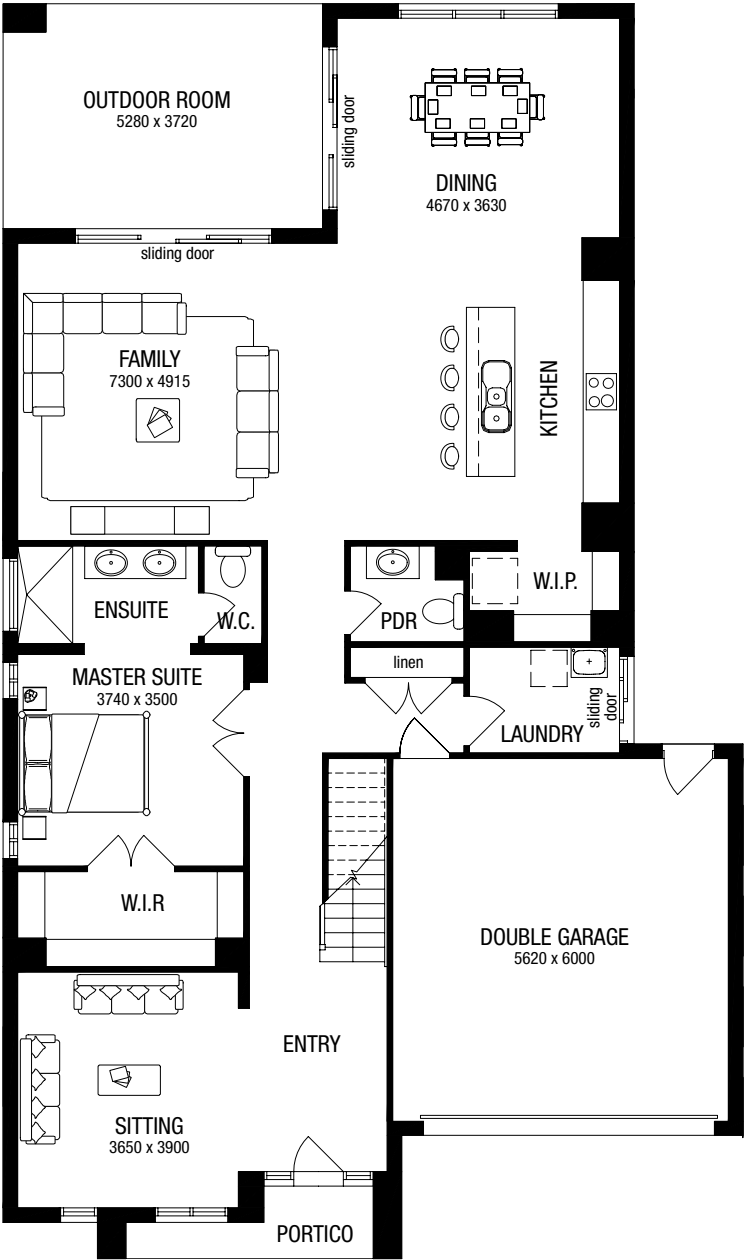 OUTDOOR ROOM
5280 x 3720
sliding door
DINING
4670 x 3630
sliding door
FAMILY
7300 x 4915
KITCHEN
ENSUITE
W.C.
PDR
W.I.P.
linen
MASTER SUITE
3740 x 3500
LAUNDRY
sliding
door
W.I.R
DOUBLE GARAGE
5620 x 6000
ENTRY
SITTING
3650 x 3900
PORTICO